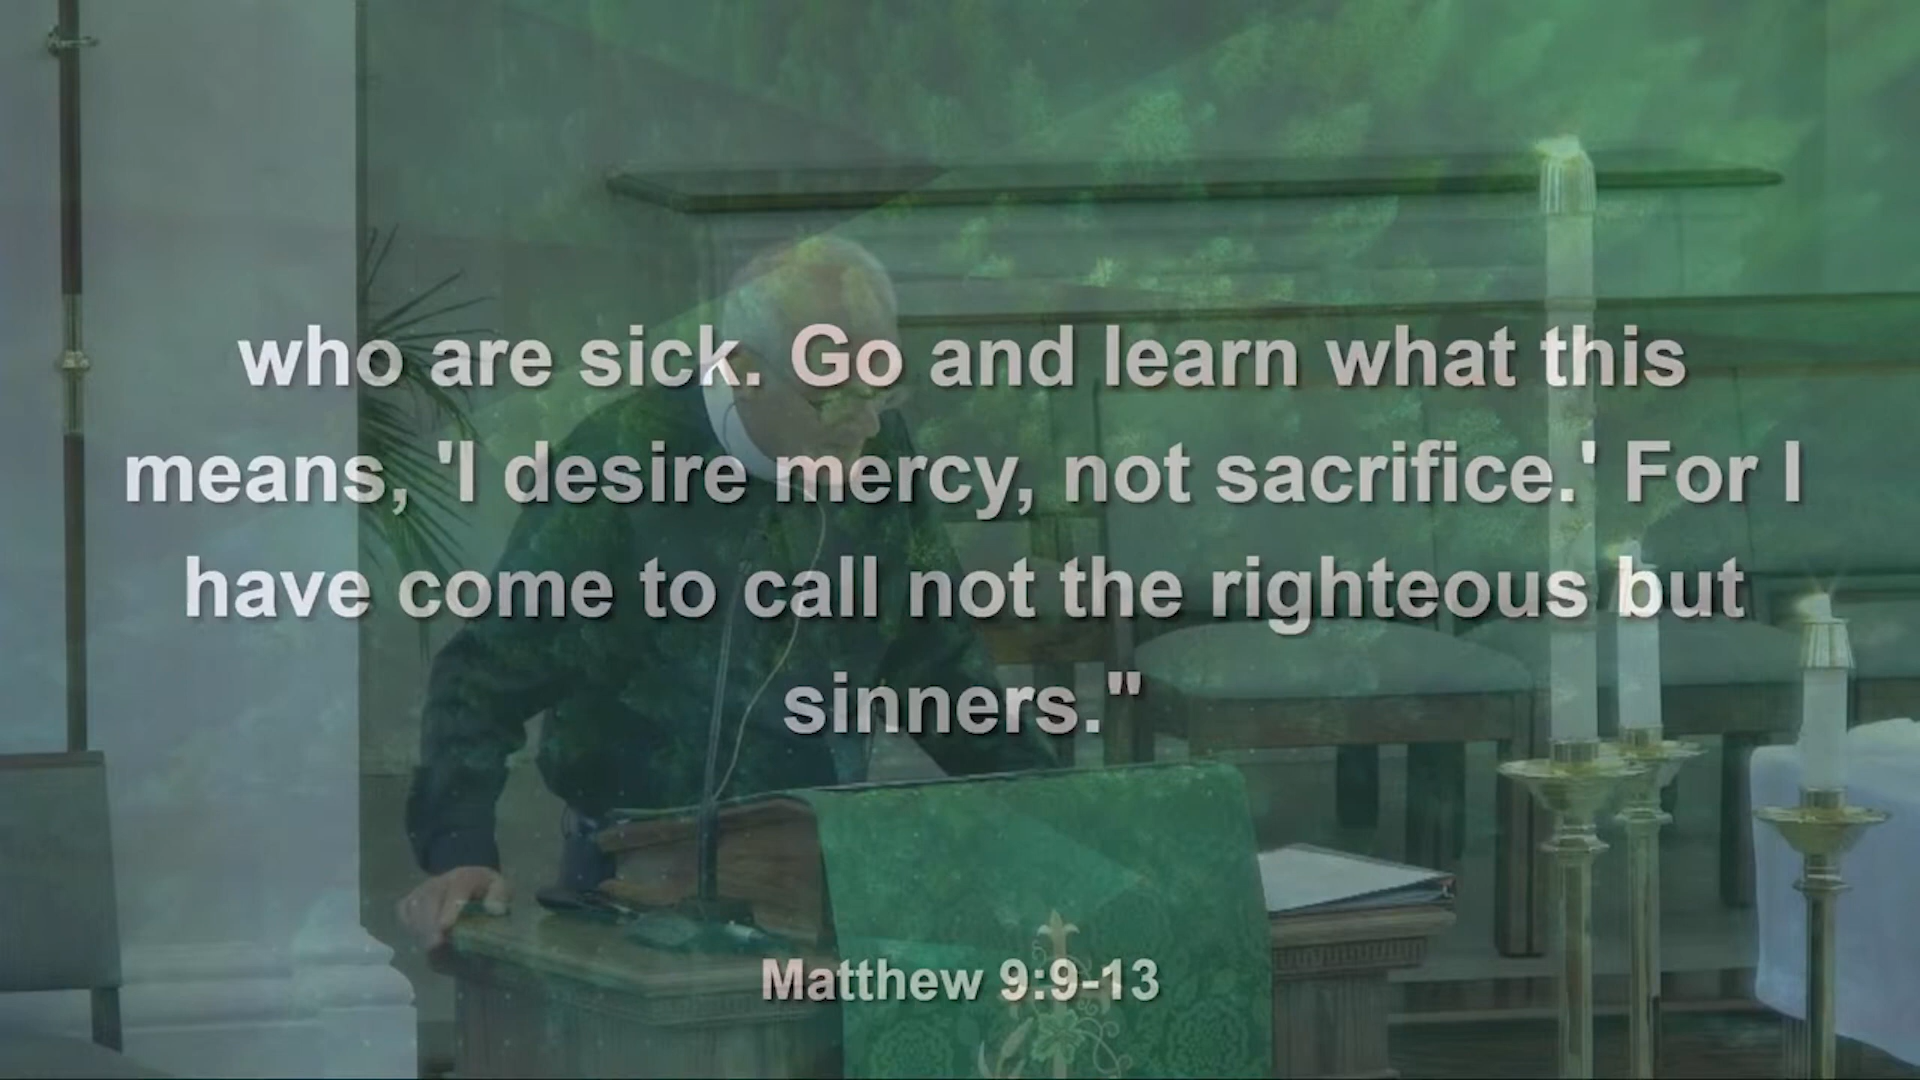 who are sick. Go and learn what this
means, 'I desire mercy, not sacrifice.' For I
have come to call not the righteous but
sinners."
Matthew 9:9-13